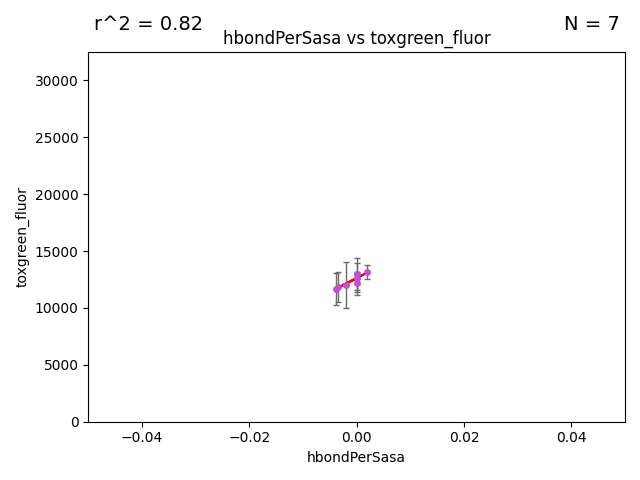 r^2 = 0.82
N = 7
hbondPerSasa vs toxgreen_fluor
30000
25000
20000
15000
10000
5000
0
toxgreen_fluor
−0.04
−0.02
0.00
0.02
0.04
hbondPerSasa